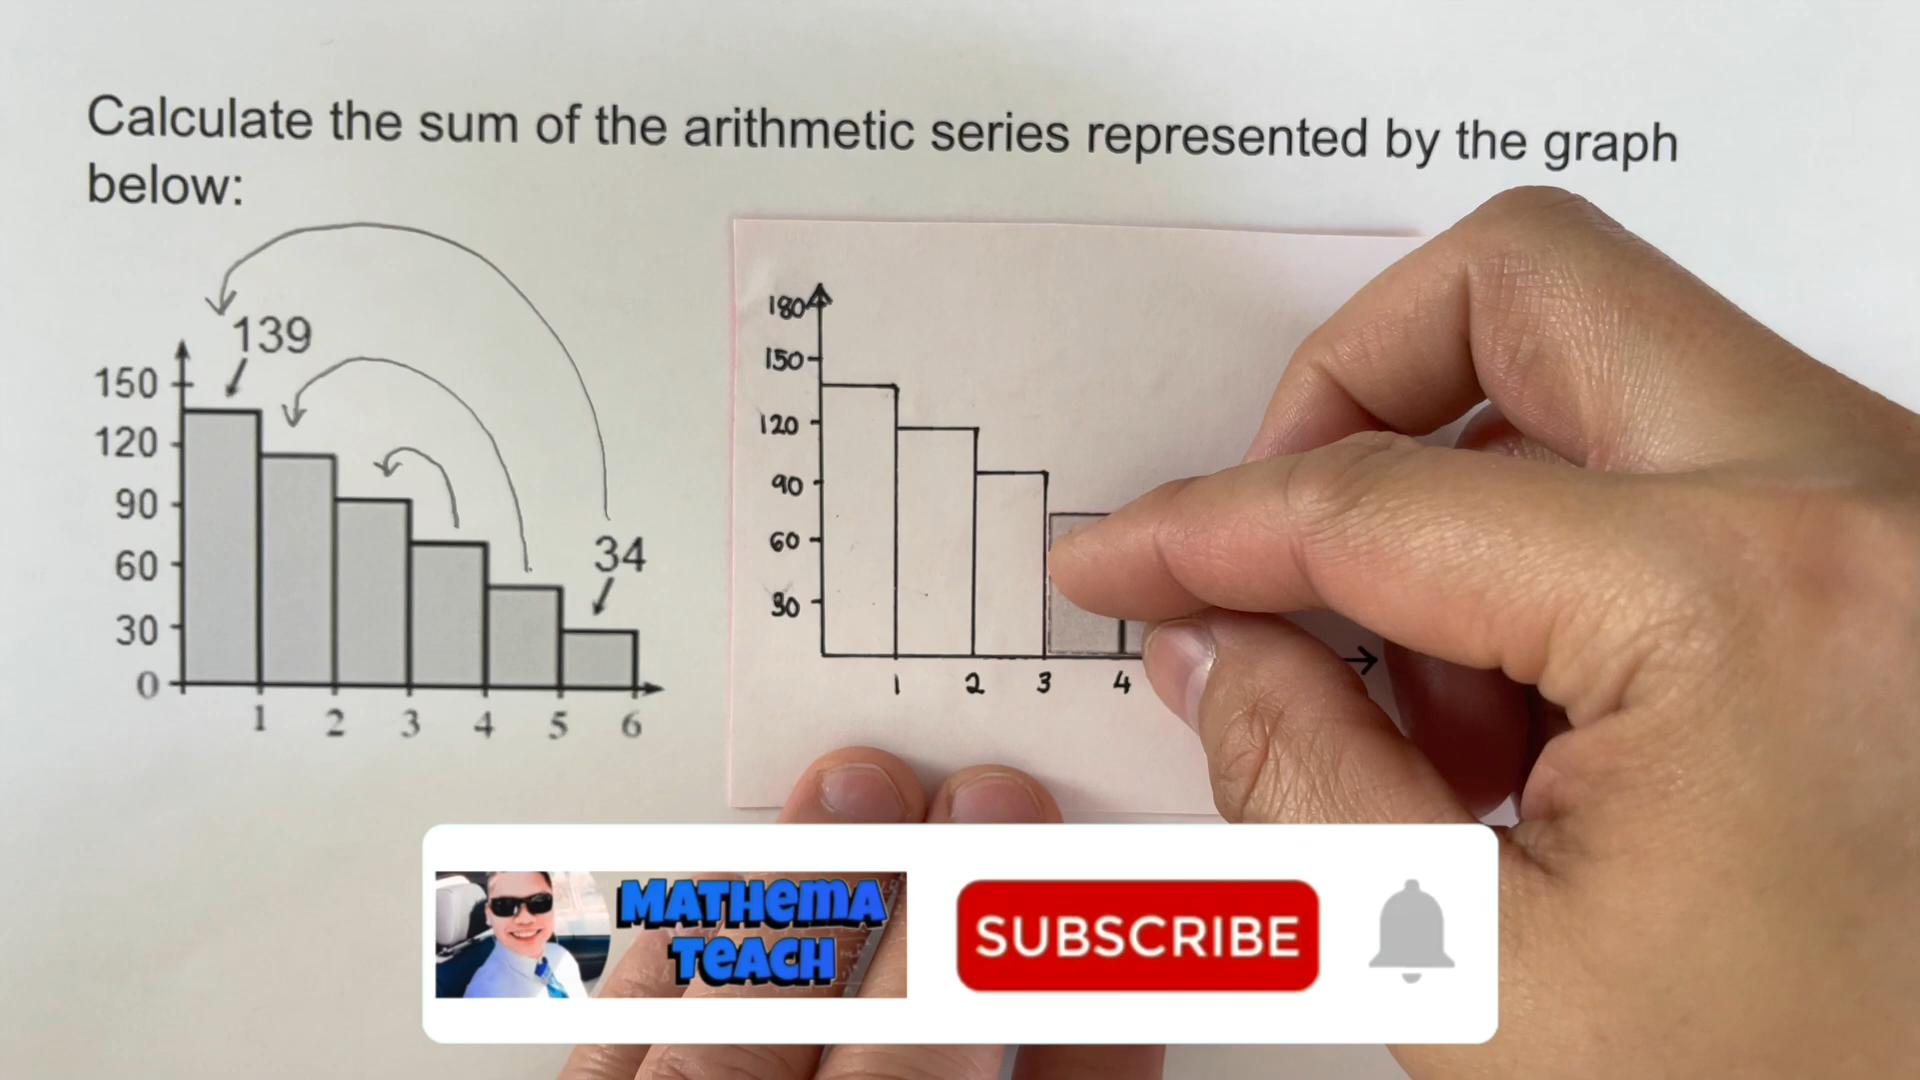 Calculate the sum of the arithmetic series represented by the graph
below:
139
150
120
90
60
30
0
34
1 2 3 4 5 6
180
150
120
90
60
30
1 2 3 4
MATHEMA
TEACH
SUBSCRIBE